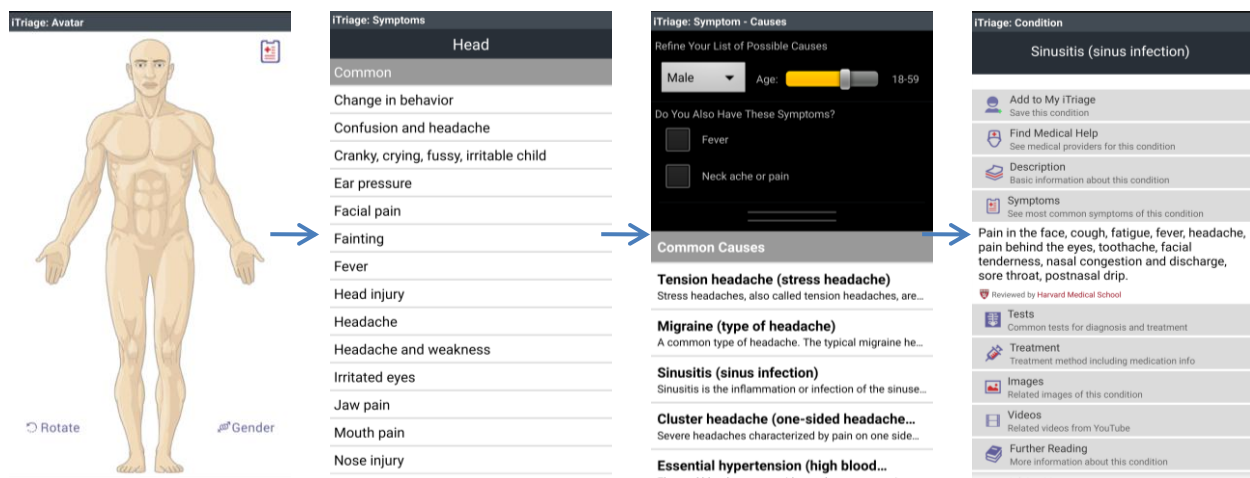 iTriage: Avatar
Rotate
Gender
iTriage: Symptoms
Head
Common
Change in behavior
Confusion and headache
Cranky, crying, fussy, irritable child
Ear pressure
Facial pain
Fainting
Fever
Head injury
Headache
Headache and weakness
Irritated eyes
Jaw pain
Mouth pain
Nose injury
iTriage: Symptom - Causes
Refine Your List of Possible Causes
Male
Age:
18-59
Do You Also Have These Symptoms?
Fever
Neck ache or pain
Common Causes
Tension headache (stress headache)
Stress headaches, also called tension headaches, are…
Migraine (type of headache)
A common type of headache. The typical migraine he…
Sinusitis (sinus infection)
Sinusitis is the inflammation or infection of the sinuse…
Cluster headache (one-sided headache…
Severe headaches characterized by pain on one side…
Essential hypertension (high blood…
iTriage: Condition
Sinusitis (sinus infection)
Add to My iTriage
Save this condition
Find Medical Help
See medical providers for this condition
Description
Basic information about this condition
Symptoms
See most common symptoms of this condition
Pain in the face, cough, fatigue, fever, headache,
pain behind the eyes, toothache, facial
tenderness, nasal congestion and discharge,
sore throat, postnasal drip.
Reviewed by Harvard Medical School
Tests
Common tests for diagnosis and treatment
Treatment
Treatment method including medication info
Images
Related images of this condition
Videos
Related videos from YouTube
Further Reading
More information about this condition